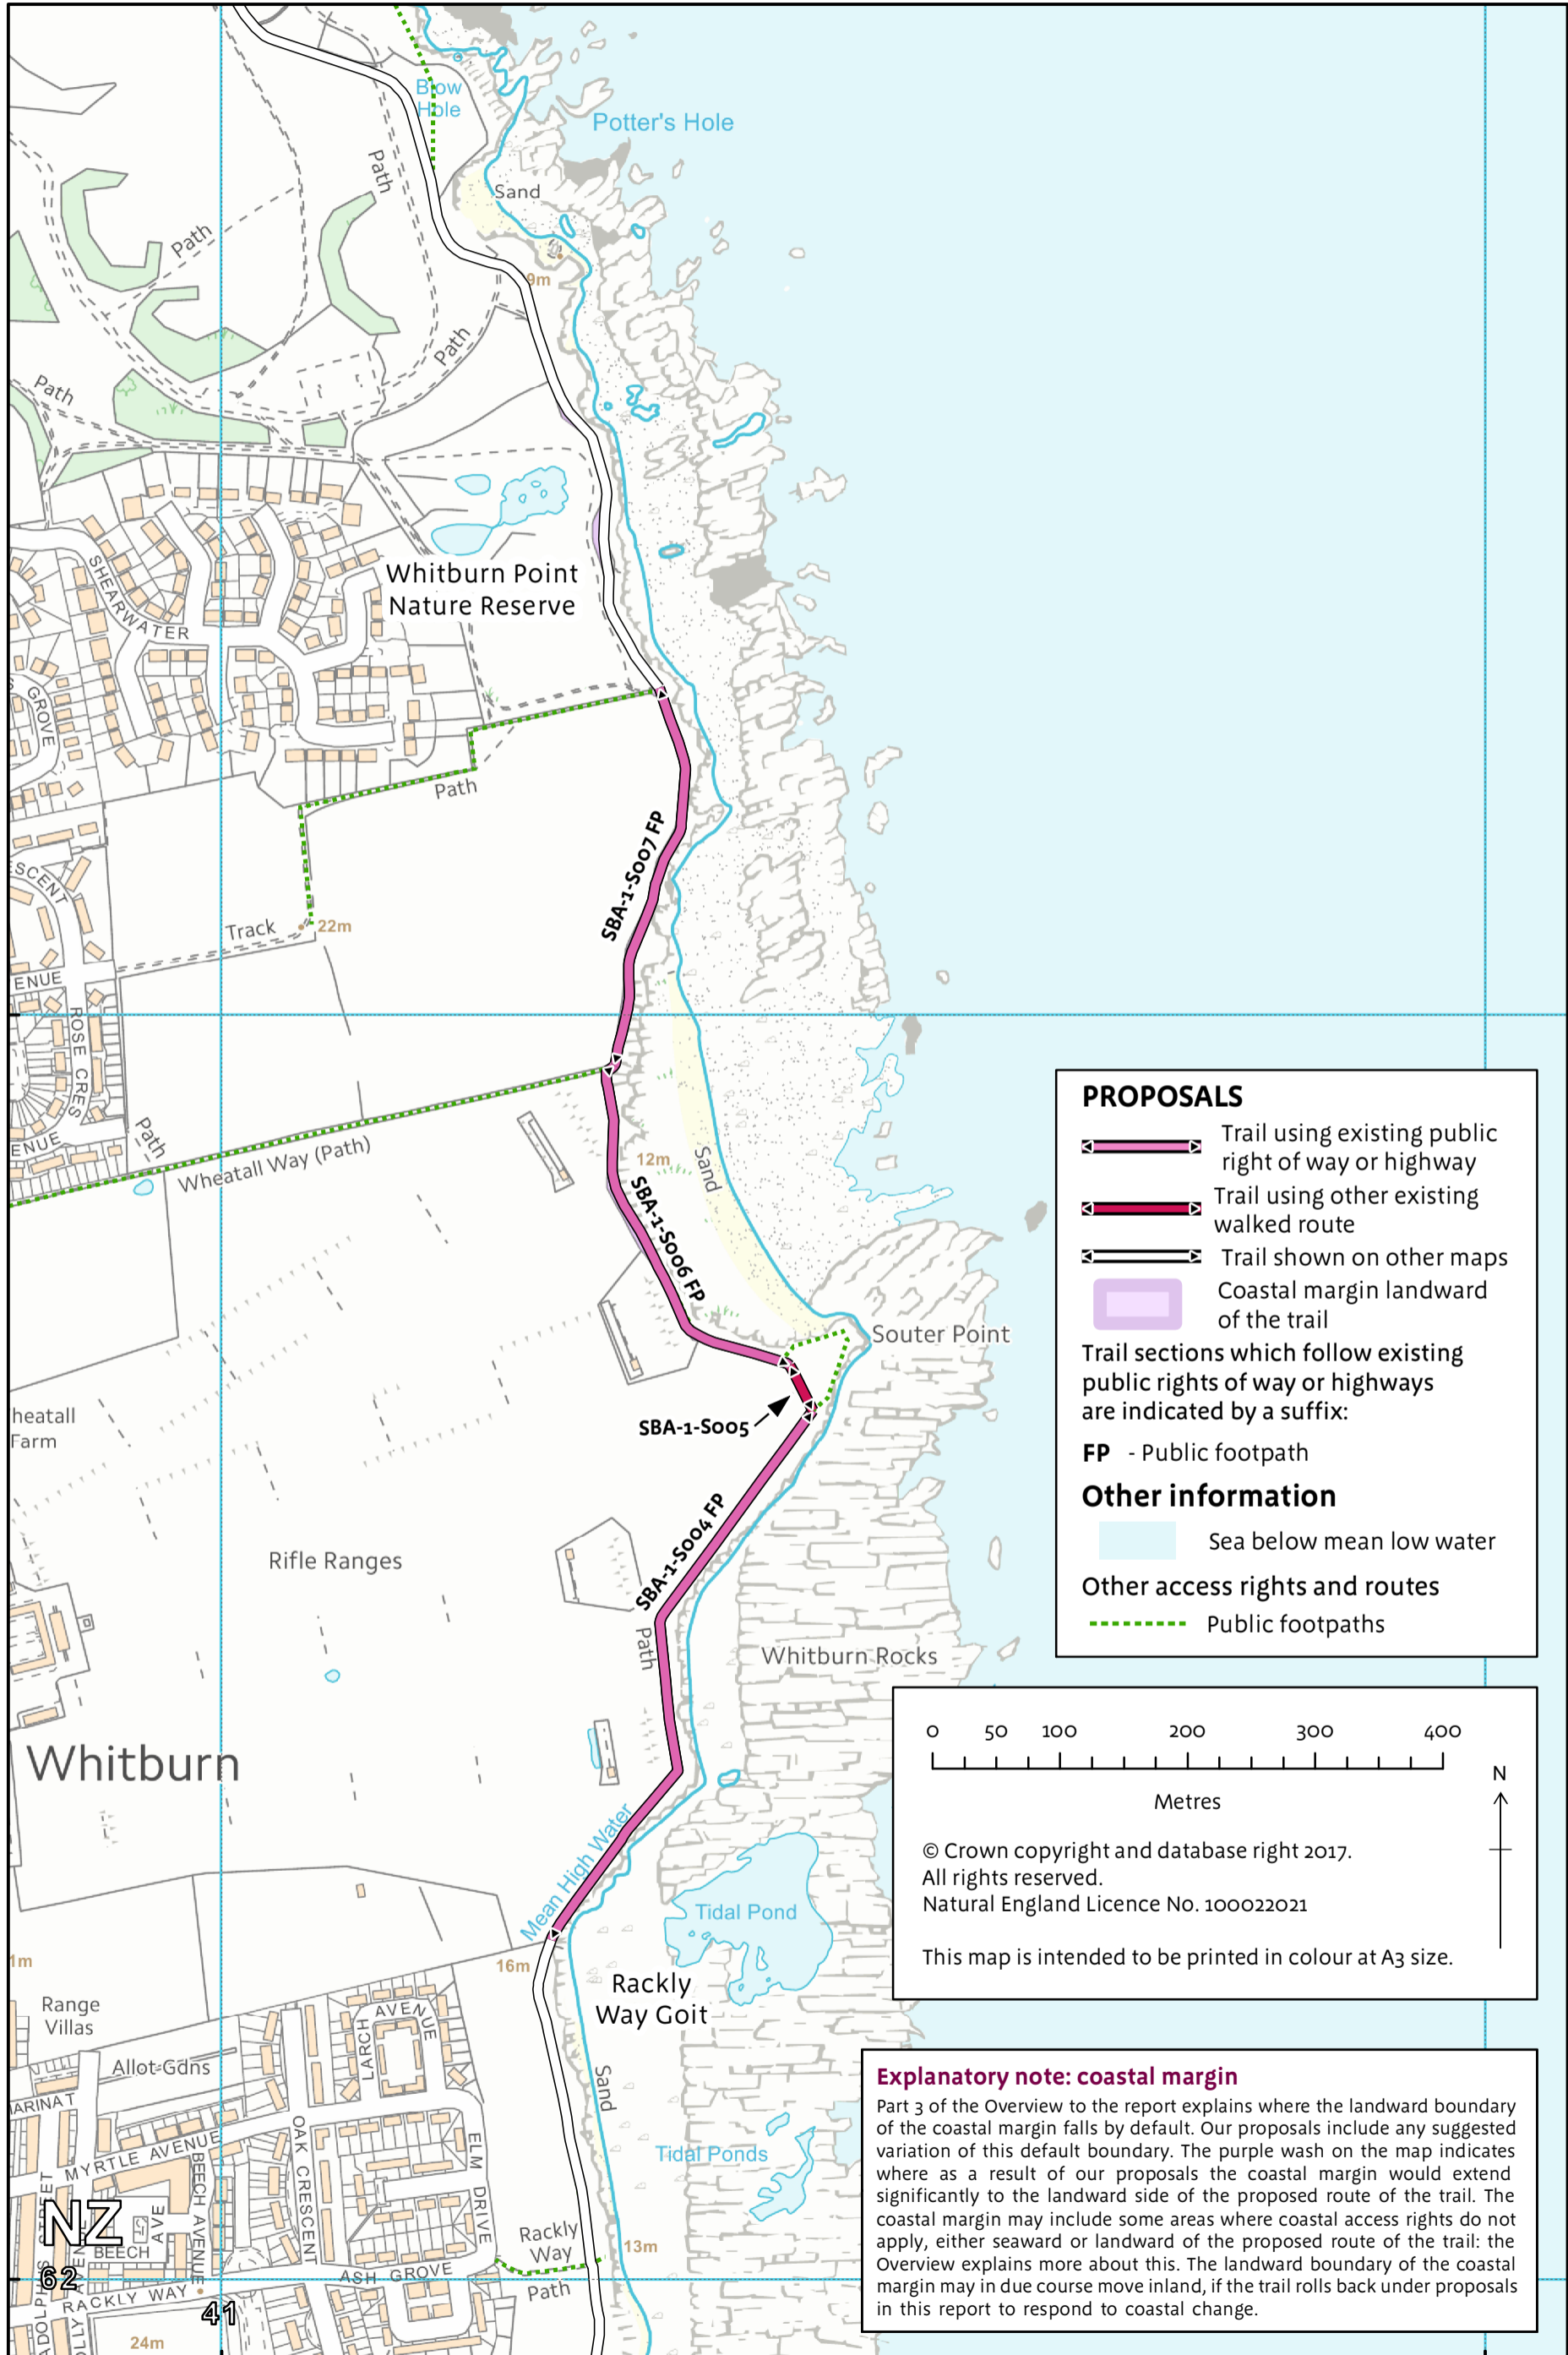 Blow
Hole
Potter's Hole
Path
Sand
Path
9m
Path
Path
Whitburn Point
Nature Reserve
SHEARWATER
GROVE
Path
SBA-1-S007 FP
ESCENT
Track
22m
ENUE
ROSE CRES
ENUE
Path
Wheatall Way (Path)
12m
Sand
SBA-1-S006 FP
Souter Point
heatall
Farm
SBA-1-S005
SBA-1-S004 FP
Rifle Ranges
Path
Whitburn Rocks
Whitburn
Mean High Water
Tidal Pond
1m
16m
Rackly
Way Goit
Range
Villas
LARCH
AVENUE
Allot Gdns
Sand
ARINA T
MYRTLE AVENUE
OAK CRESCENT
ELM DRIVE
Tidal Ponds
BEECH AVENUE
AVE
BEECH
NZ
62
Rackly
Way
13m
ASH GROVE
Path
RACKLY WAY
41
24m
PROPOSALS
Trail using existing public
right of way or highway
Trail using other existing
walked route
Trail shown on other maps
Coastal margin landward
of the trail
Trail sections which follow existing
public rights of way or highways
are indicated by a suffix:
FP - Public footpath
Other information
Sea below mean low water
Other access rights and routes
Public footpaths
0 50 100 200 300 400
Metres
N
© Crown copyright and database right 2017.
All rights reserved.
Natural England Licence No. 100022021
This map is intended to be printed in colour at A3 size.
Explanatory note: coastal margin
Part 3 of the Overview to the report explains where the landward boundary
of the coastal margin falls by default. Our proposals include any suggested
variation of this default boundary. The purple wash on the map indicates
where as a result of our proposals the coastal margin would extend
significantly to the landward side of the proposed route of the trail. The
coastal margin may include some areas where coastal access rights do not
apply, either seaward or landward of the proposed route of the trail: the
Overview explains more about this. The landward boundary of the coastal
margin may in due course move inland, if the trail rolls back under proposals
in this report to respond to coastal change.